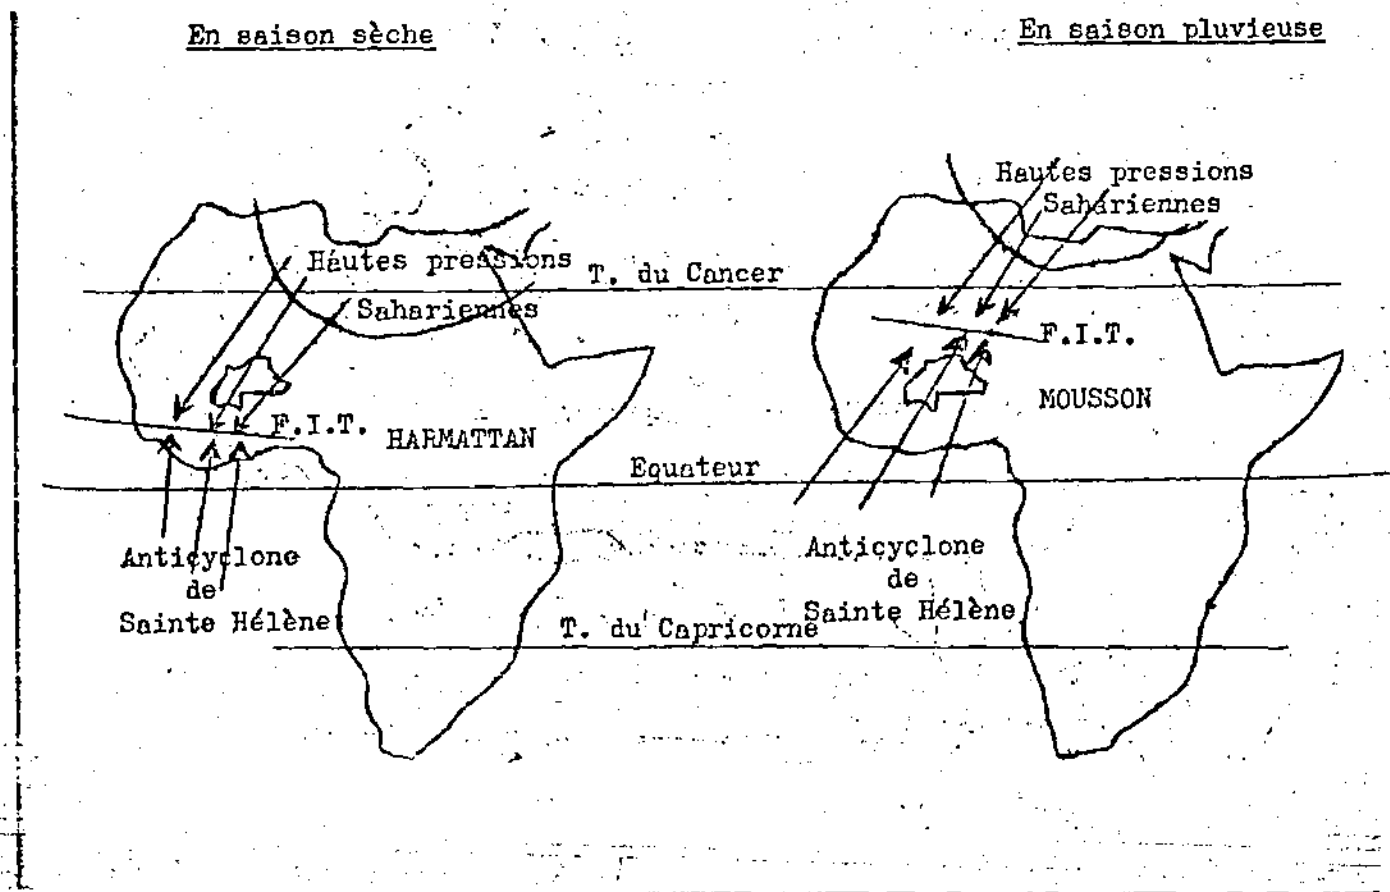 En saison sèche
En saison pluvieuse
Hautes pressions
Sahariennes
T. du Cancer
F.I.T.
HARMATTAN
Hautes pressions
Sahariennes
F.I.T.
MOUSSON
Equateur
Anticyclone
de
Sainte Hélène
Anticyclone
de
Sainte Hélène
T. du Capricorne